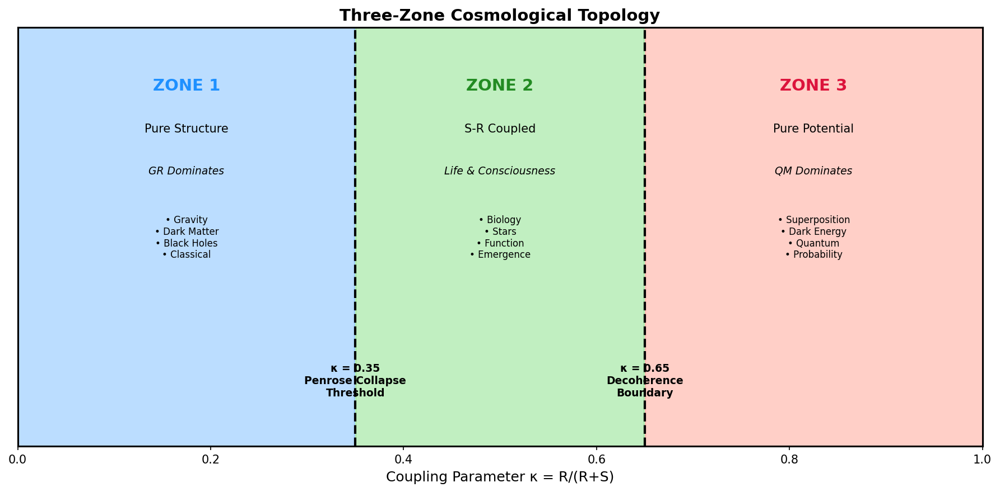 Three-Zone Cosmological Topology
ZONE 1
Pure Structure
GR Dominates
• Gravity
• Dark Matter
• Black Holes
• Classical
ZONE 2
S-R Coupled
Life & Consciousness
• Biology
• Stars
• Function
• Emergence
ZONE 3
Pure Potential
QM Dominates
• Superposition
• Dark Energy
• Quantum
• Probability
κ = 0.35
Penrose Collapse
Threshold
κ = 0.65
Decoherence
Boundary
0.0 0.2 0.4 0.6 0.8 1.0
Coupling Parameter κ = R/(R+S)